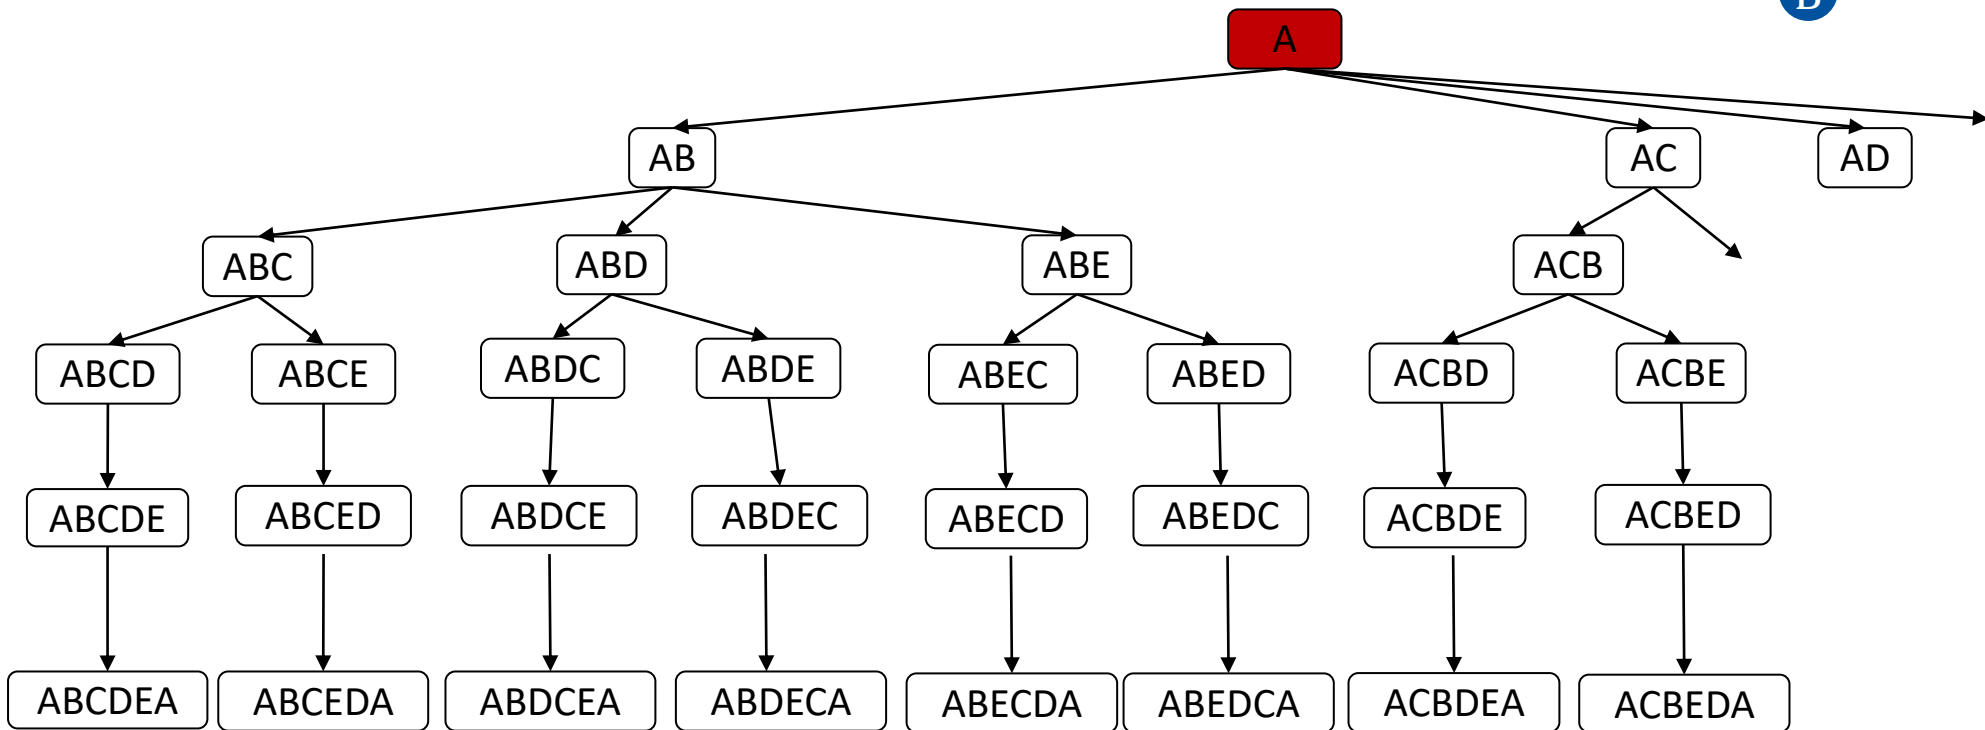 B
A
AB AC AD
ABC ABD ABE ACB
ABCD ABCE ABDC ABDE ABEC ABED ACBD ACBE
ABCDE ABCED ABDCE ABDEC ABECD ABEDC ACBDE ACBED
ABCDEA ABCEDA ABDCEA ABDECA ABECDA ABEDCA ACBDEA ACBEDA